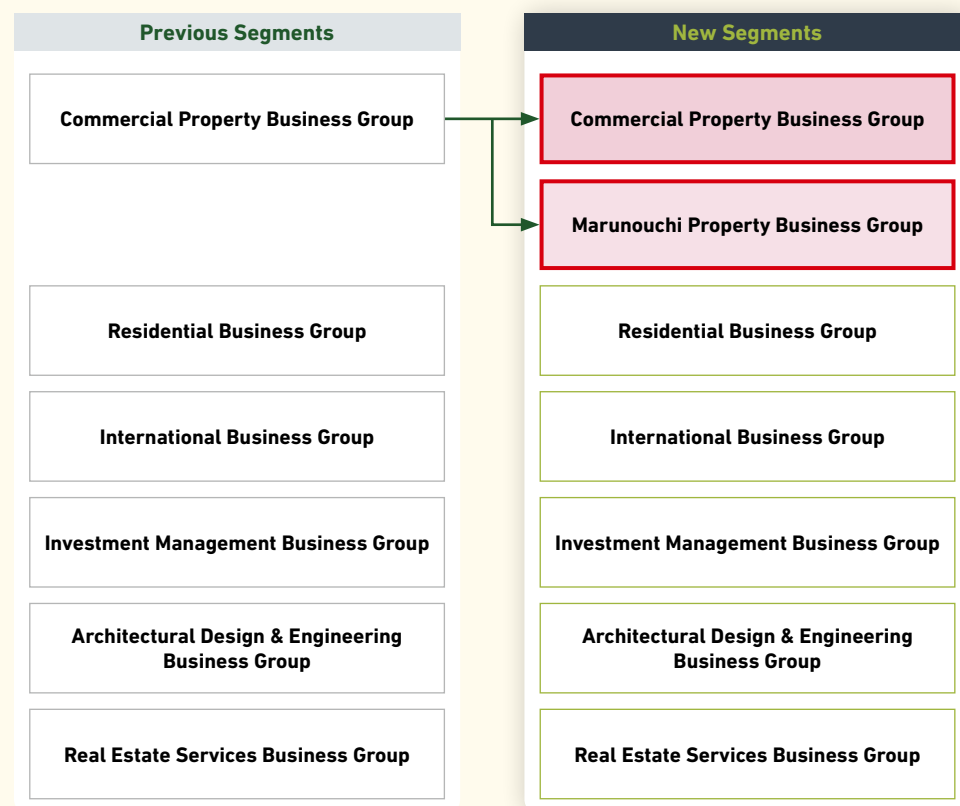 Previous Segments
Commercial Property Business Group
Residential Business Group
International Business Group
Investment Management Business Group
Architectural Design & Engineering
Business Group
Real Estate Services Business Group
New Segments
Commercial Property Business Group
Marunouchi Property Business Group
Residential Business Group
International Business Group
Investment Management Business Group
Architectural Design & Engineering
Business Group
Real Estate Services Business Group